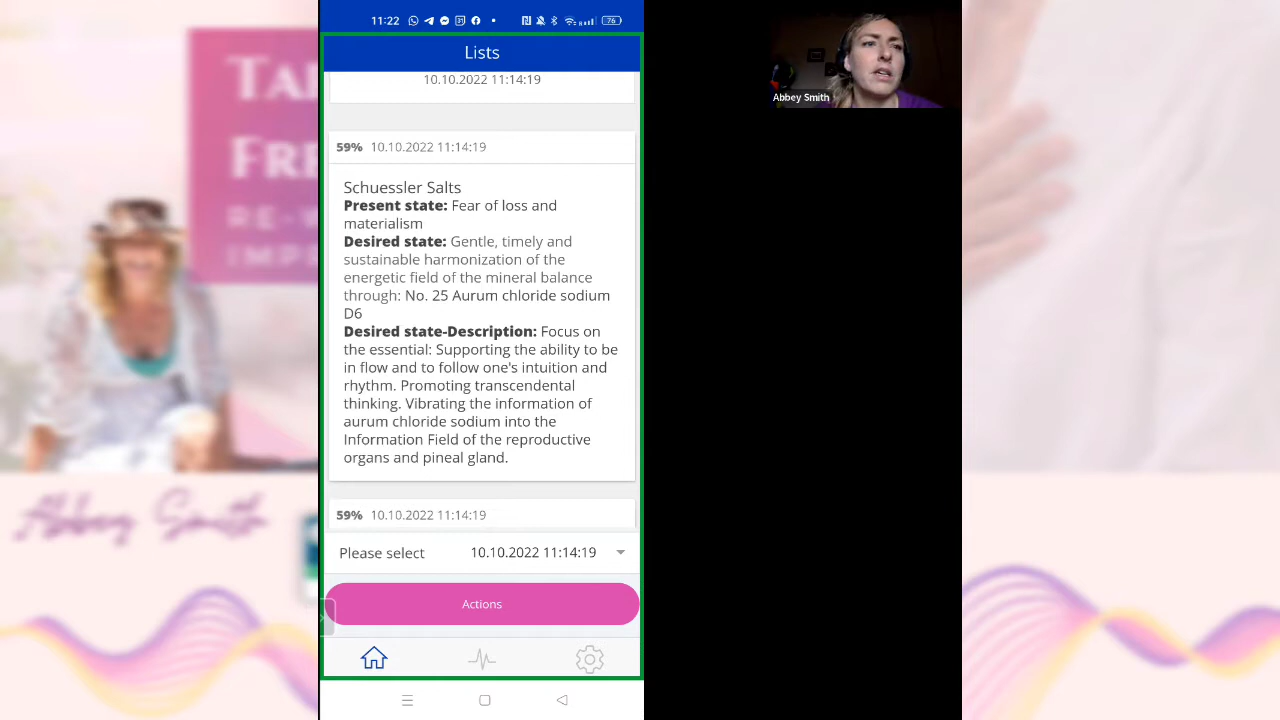 11:22
31
76
Lists
10.10.2022 11:14:19
Abbey Smith
59% 10.10.2022 11:14:19
Schuessler Salts
Present state: Fear of loss and
materialism
Desired state: Gentle, timely and
sustainable harmonization of the
energetic field of the mineral balance
through: No. 25 Aurum chloride sodium
D6
Desired state-Description: Focus on
the essential: Supporting the ability to be
in flow and to follow one's intuition and
rhythm. Promoting transcendental
thinking. Vibrating the information of
aurum chloride sodium into the
Information Field of the reproductive
organs and pineal gland.
59% 10.10.2022 11:14:19
Please select 10.10.2022 11:14:19
Actions
Abbey Smith